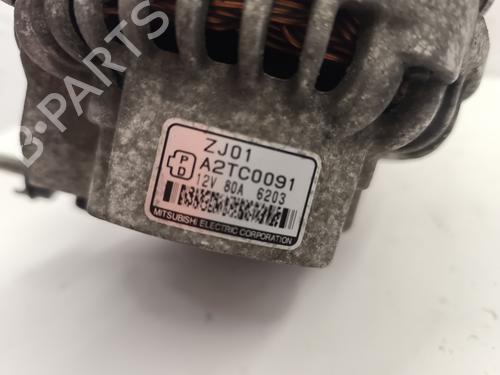 B-PARTS
ZJ01
P
D
A2TC0091
12V 80A 6203
MITSUBISHI ELECTRIC CORPORATION